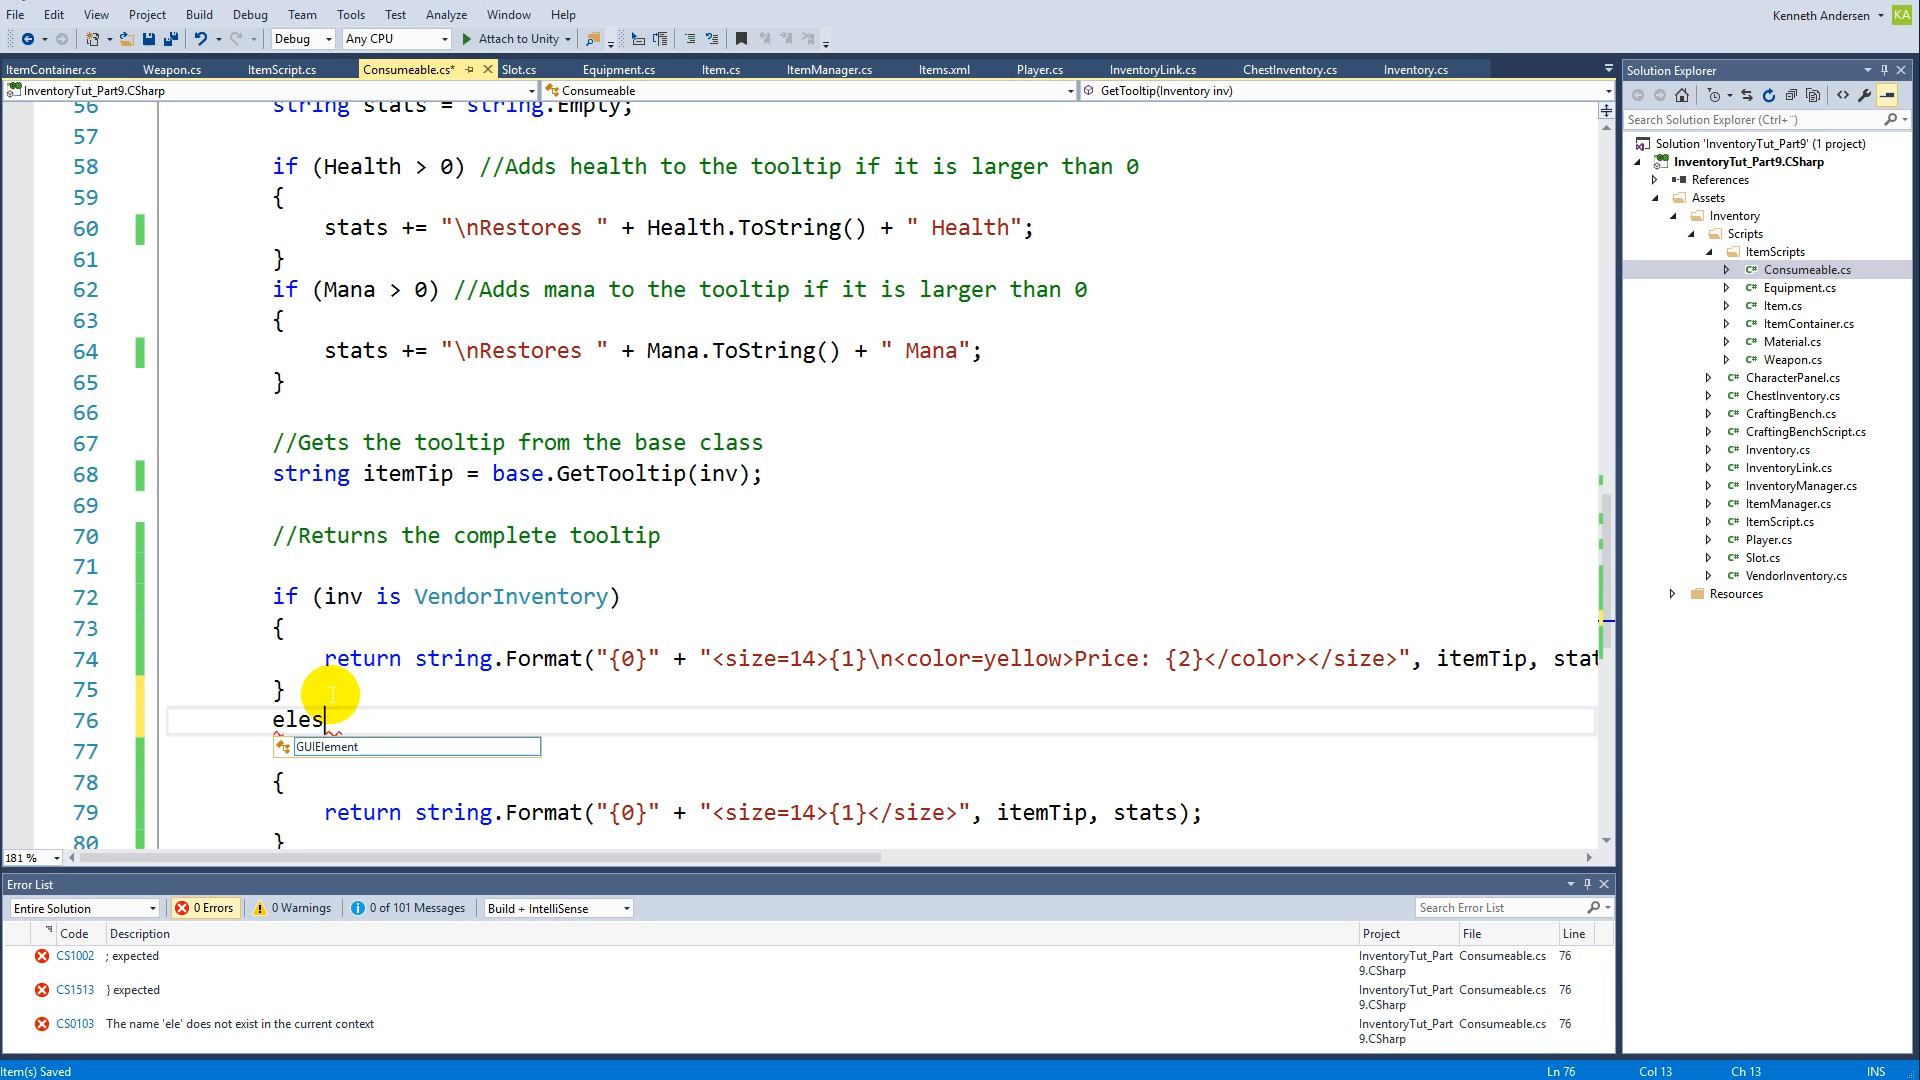 File Edit View Project Build Debug Team Tools Test Analyze Window Help
Kenneth Andersen KA
Debug Any CPU Attach to Unity
ItemContainer.cs Weapon.cs ItemScript.cs Consumeable.cs* Slot.cs Equipment.cs Item.cs ItemManager.cs Items.xml Player.cs InventoryLink.cs ChestInventory.cs Inventory.cs
InventoryTut_Part9.CSharp Consumeable GetTooltip(Inventory inv)
56 string stats = string.Empty;
57
58 if (Health > 0) //Adds health to the tooltip if it is larger than 0
59 {
60 stats += "\nRestores " + Health.ToString() + " Health";
61 }
62 if (Mana > 0) //Adds mana to the tooltip if it is larger than 0
63 {
64 stats += "\nRestores " + Mana.ToString() + " Mana";
65 }
66
67 //Gets the tooltip from the base class
68 string itemTip = base.GetTooltip(inv);
69
70 //Returns the complete tooltip
71
72 if (inv is VendorInventory)
73 {
74 return string.Format("{0}" + "<size=14>{1}\n<color=yellow>Price: {2}</color></size>", itemTip, stat
75 }
76 eles
GUIElement
77
78 {
79 return string.Format("{0}" + "<size=14>{1}</size>", itemTip, stats);
80 }
181 %
Solution Explorer
Search Solution Explorer (Ctrl+¨)
Solution 'InventoryTut_Part9' (1 project)
InventoryTut_Part9.CSharp
References
Assets
Inventory
Scripts
ItemScripts
C# Consumeable.cs
C# Equipment.cs
C# Item.cs
C# ItemContainer.cs
C# Material.cs
C# Weapon.cs
C# CharacterPanel.cs
C# ChestInventory.cs
C# CraftingBench.cs
C# CraftingBenchScript.cs
C# Inventory.cs
C# InventoryLink.cs
C# InventoryManager.cs
C# ItemManager.cs
C# ItemScript.cs
C# Player.cs
C# Slot.cs
C# VendorInventory.cs
Resources
Error List
Entire Solution 0 Errors 0 Warnings 0 of 101 Messages Build + IntelliSense Search Error List
Code Description Project File Line
CS1002 ; expected InventoryTut_Part Consumeable.cs 76
9.CSharp
CS1513 } expected InventoryTut_Part Consumeable.cs 76
9.CSharp
CS0103 The name 'ele' does not exist in the current context InventoryTut_Part Consumeable.cs 76
9.CSharp
Item(s) Saved Ln 76 Col 13 Ch 13 INS